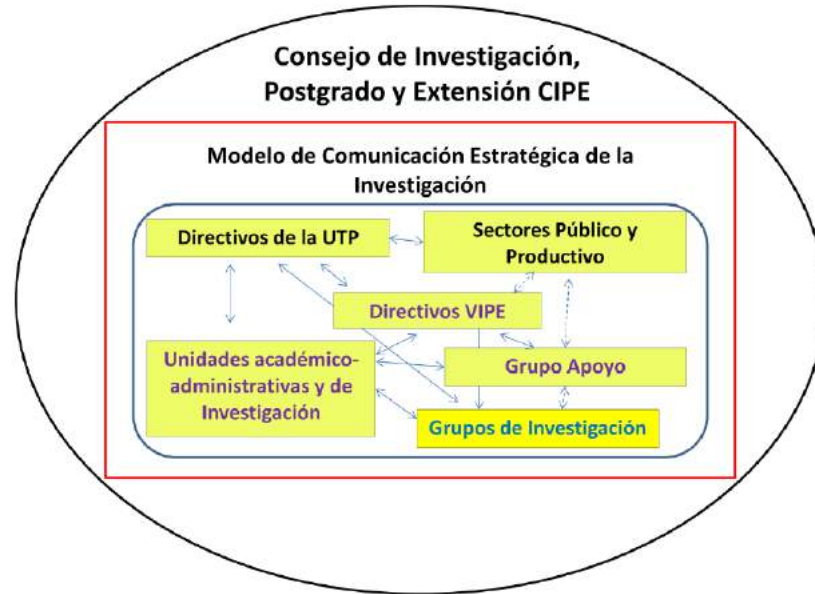 Consejo de Investigación,
Postgrado y Extensión CIPE
Modelo de Comunicación Estratégica de la
Investigación
Directivos de la UTP
Sectores Público y
Productivo
Directivos VIPE
Unidades académico-
administrativas y de
Investigación
Grupo Apoyo
Grupos de Investigación